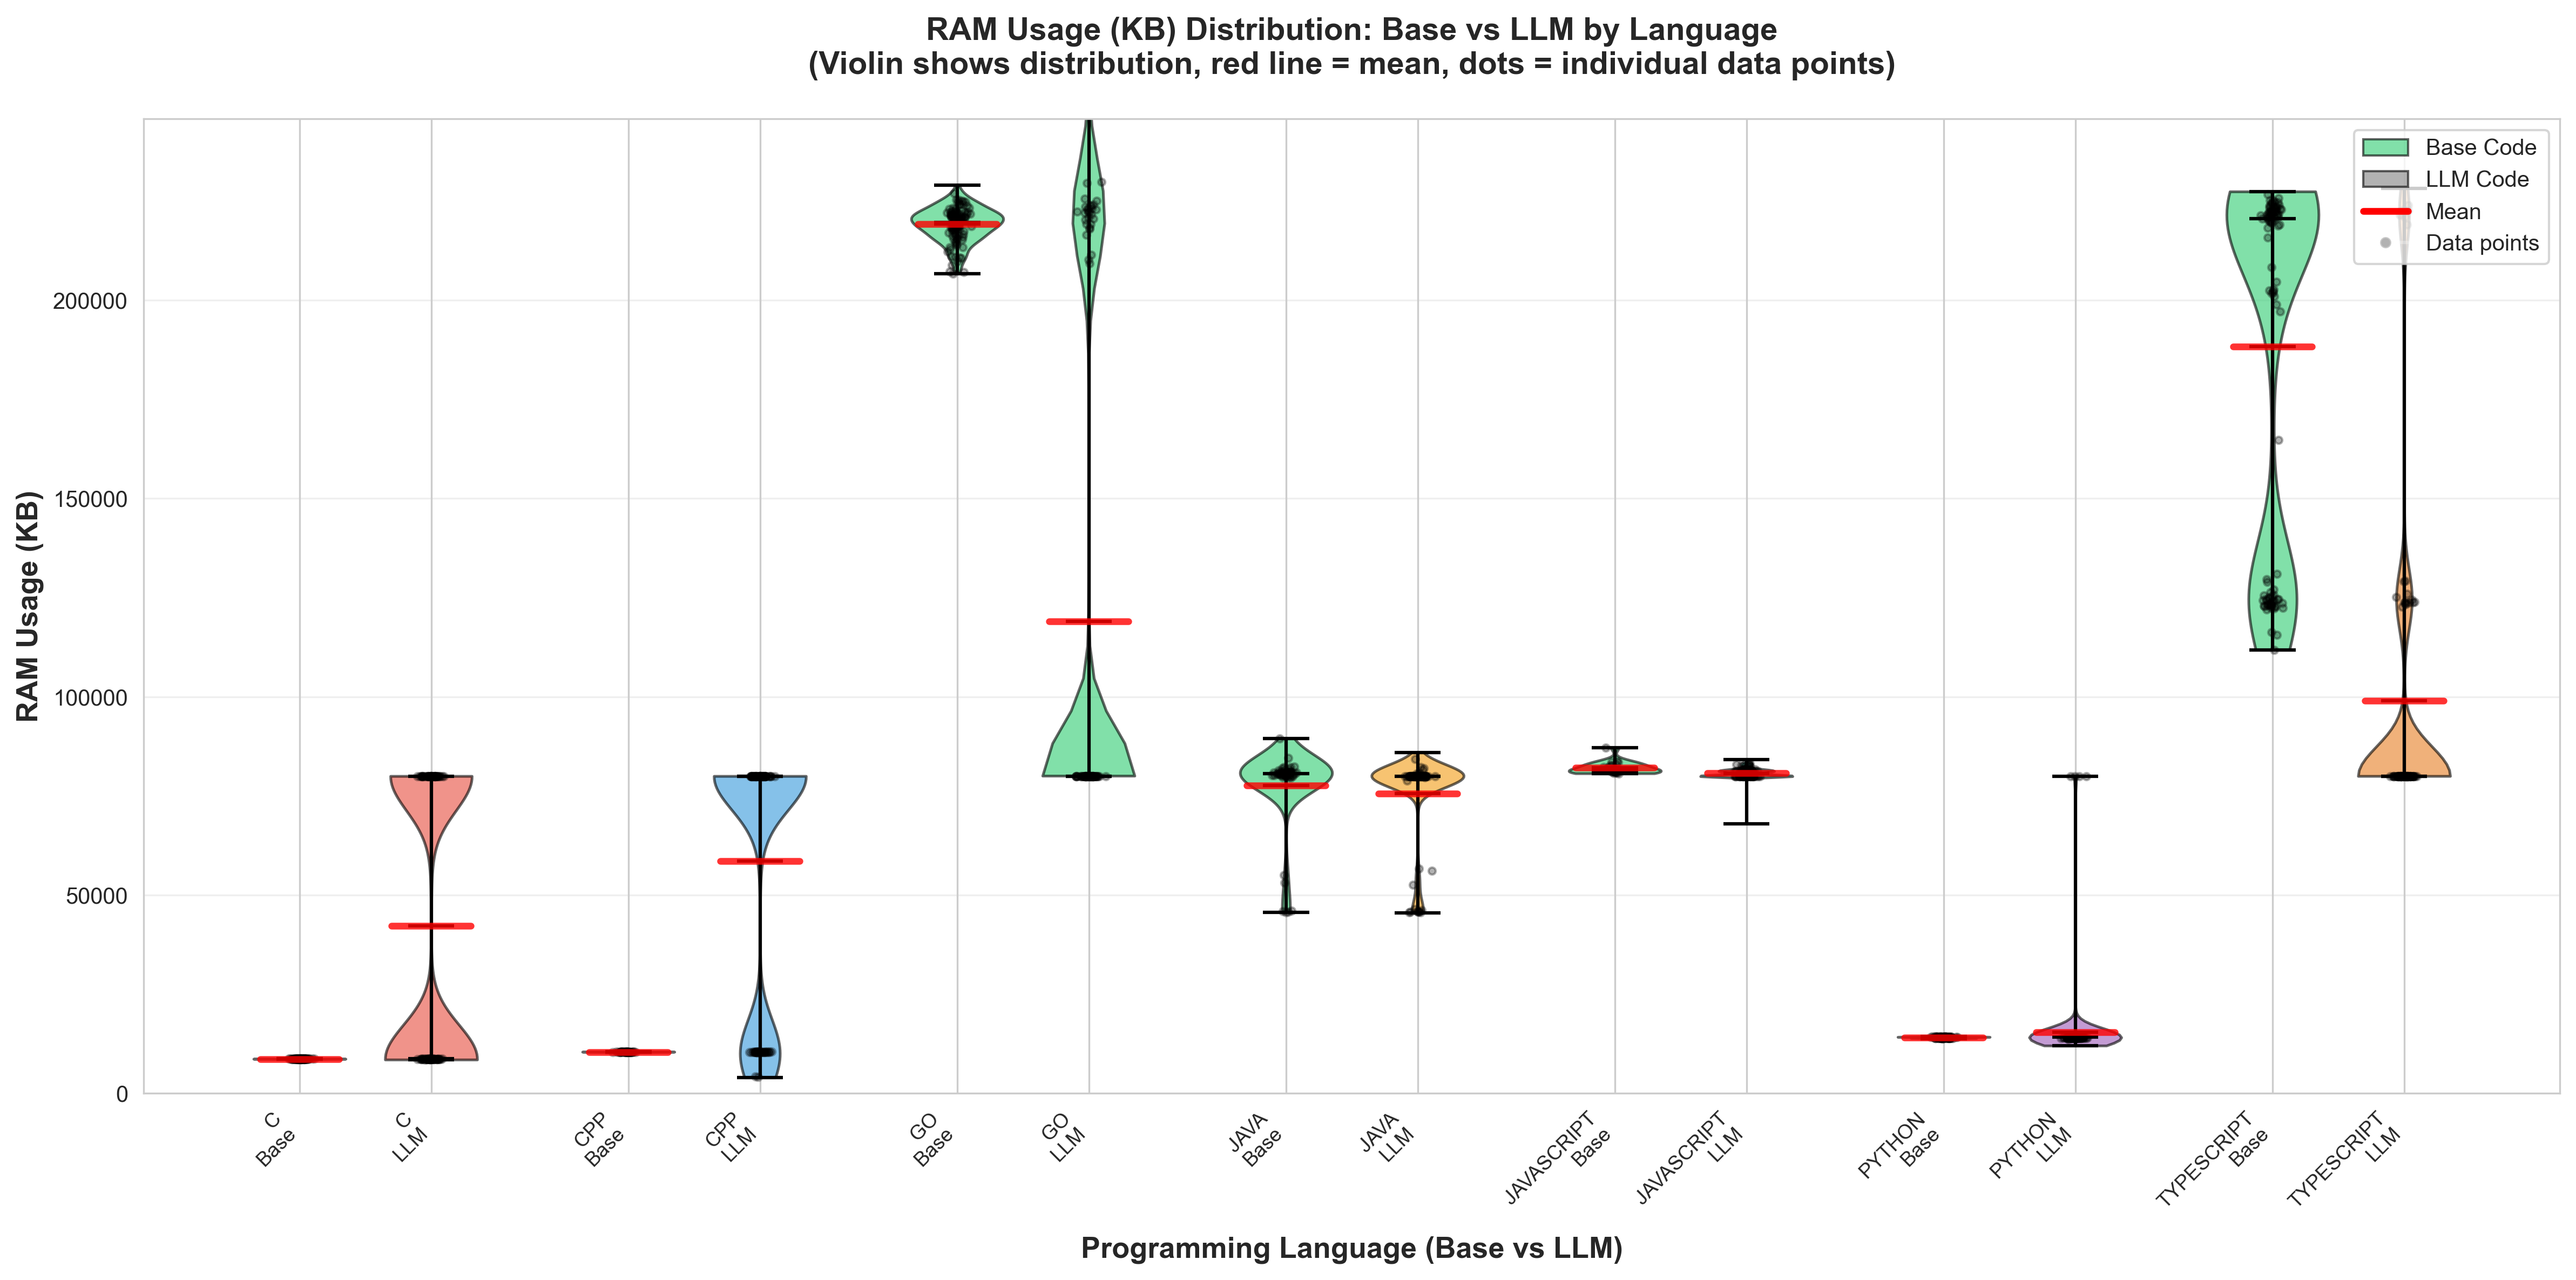 RAM Usage (KB) Distribution: Base vs LLM by Language
(Violin shows distribution, red line = mean, dots = individual data points)
Base Code
LLM Code
Mean
Data points
RAM Usage (KB)
200000
150000
100000
50000
0
C
Base
C
LLM
CPP
Base
CPP
LLM
GO
Base
GO
LLM
JAVA
Base
JAVA
LLM
JAVASCRIPT
Base
JAVASCRIPT
LLM
PYTHON
Base
PYTHON
LLM
TYPESCRIPT
Base
TYPESCRIPT
LLM
Programming Language (Base vs LLM)